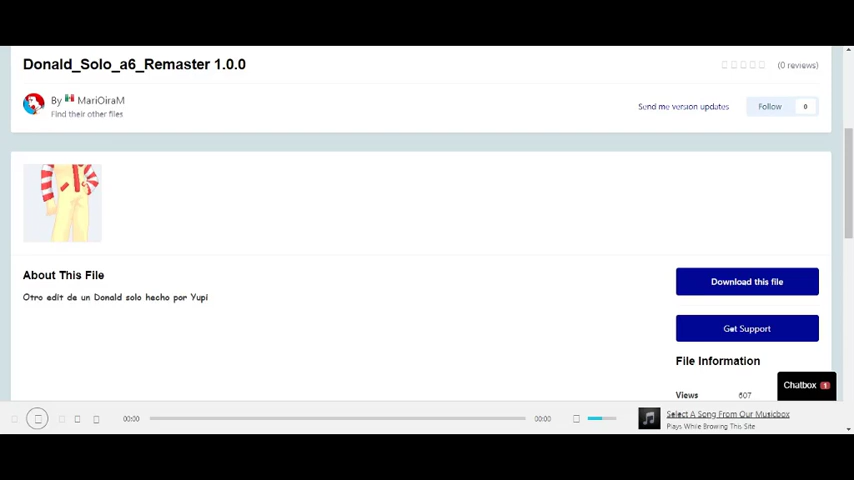 Donald_Solo_a6_Remaster 1.0.0
(0 reviews)
By MariOiraM
Find their other files
Send me version updates
Follow 0
About This File
Otro edit de un Donald solo hecho por Yupi
Download this file
Get Support
File Information
Views 607
Chatbox 1
00:00
00:00
Select A Song From Our Musicbox
Plays While Browing This Site